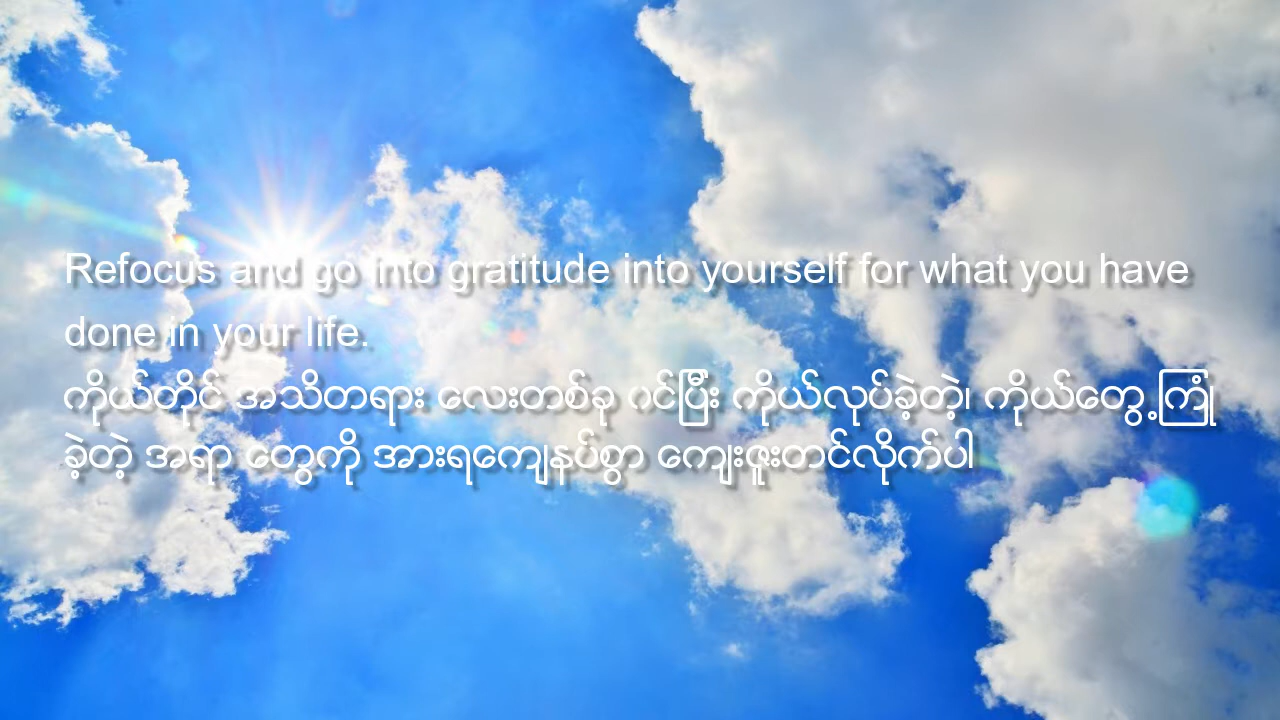 Refocus and go into gratitude into yourself for what you have
done in your life.
ကိုယ်တိုင် အသိတရား လေးတစ်ခု ဂင်ပြီး ကိုယ်လုပ်ခဲ့တဲ့၊ ကိုယ်တွေ့ကြုံ
ခဲ့တဲ့ အရာ တွေကို အားရကျေနပ်စွာ ကျေးဇူးတင်လိုက်ပါ